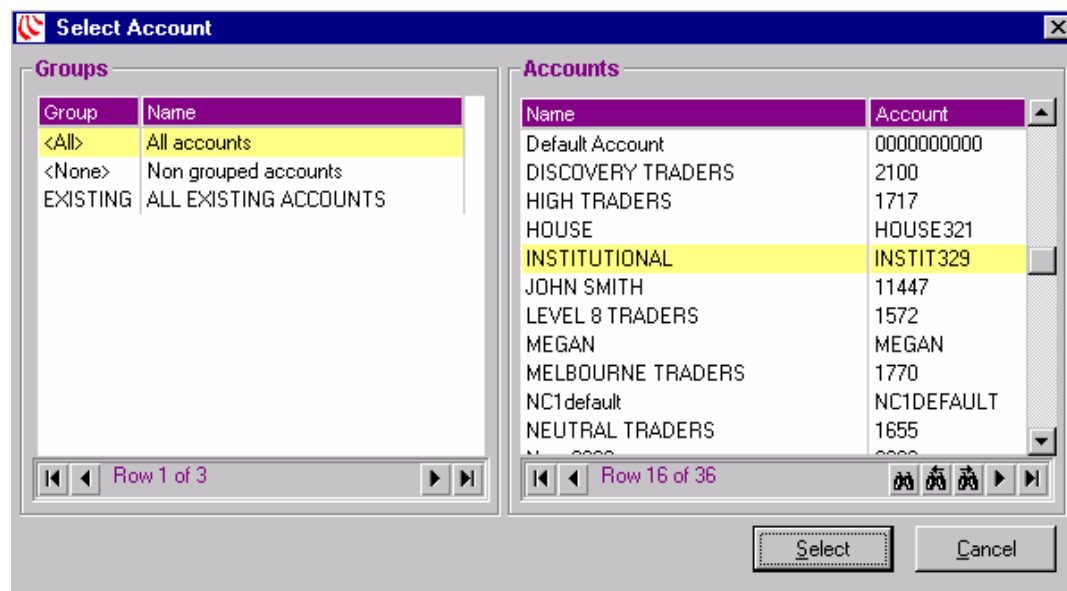 Select Account
Groups
Group Name
<All> All accounts
<None> Non grouped accounts
EXISTING ALL EXISTING ACCOUNTS
Row 1 of 3
Accounts
Name Account
Default Account 0000000000
DISCOVERY TRADERS 2100
HIGH TRADERS 1717
HOUSE HOUSE321
INSTITUTIONAL INSTIT329
JOHN SMITH 11447
LEVEL 8 TRADERS 1572
MEGAN MEGAN
MELBOURNE TRADERS 1770
NC1default NC1DEFAULT
NEUTRAL TRADERS 1655
Row 16 of 36
Select Cancel